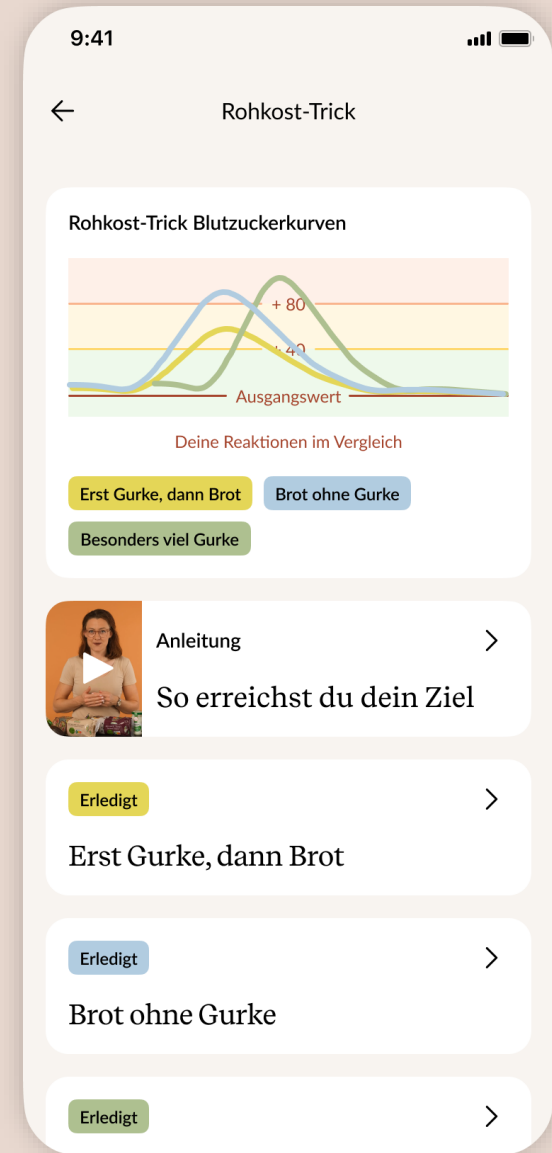 9:41
Rohkost-Trick
Rohkost-Trick Blutzuckerkurven
+ 80
+ 40
Ausgangswert
Deine Reaktionen im Vergleich
Erst Gurke, dann Brot
Brot ohne Gurke
Besonders viel Gurke
Anleitung
So erreichst du dein Ziel
Erledigt
Erst Gurke, dann Brot
Erledigt
Brot ohne Gurke
Erledigt